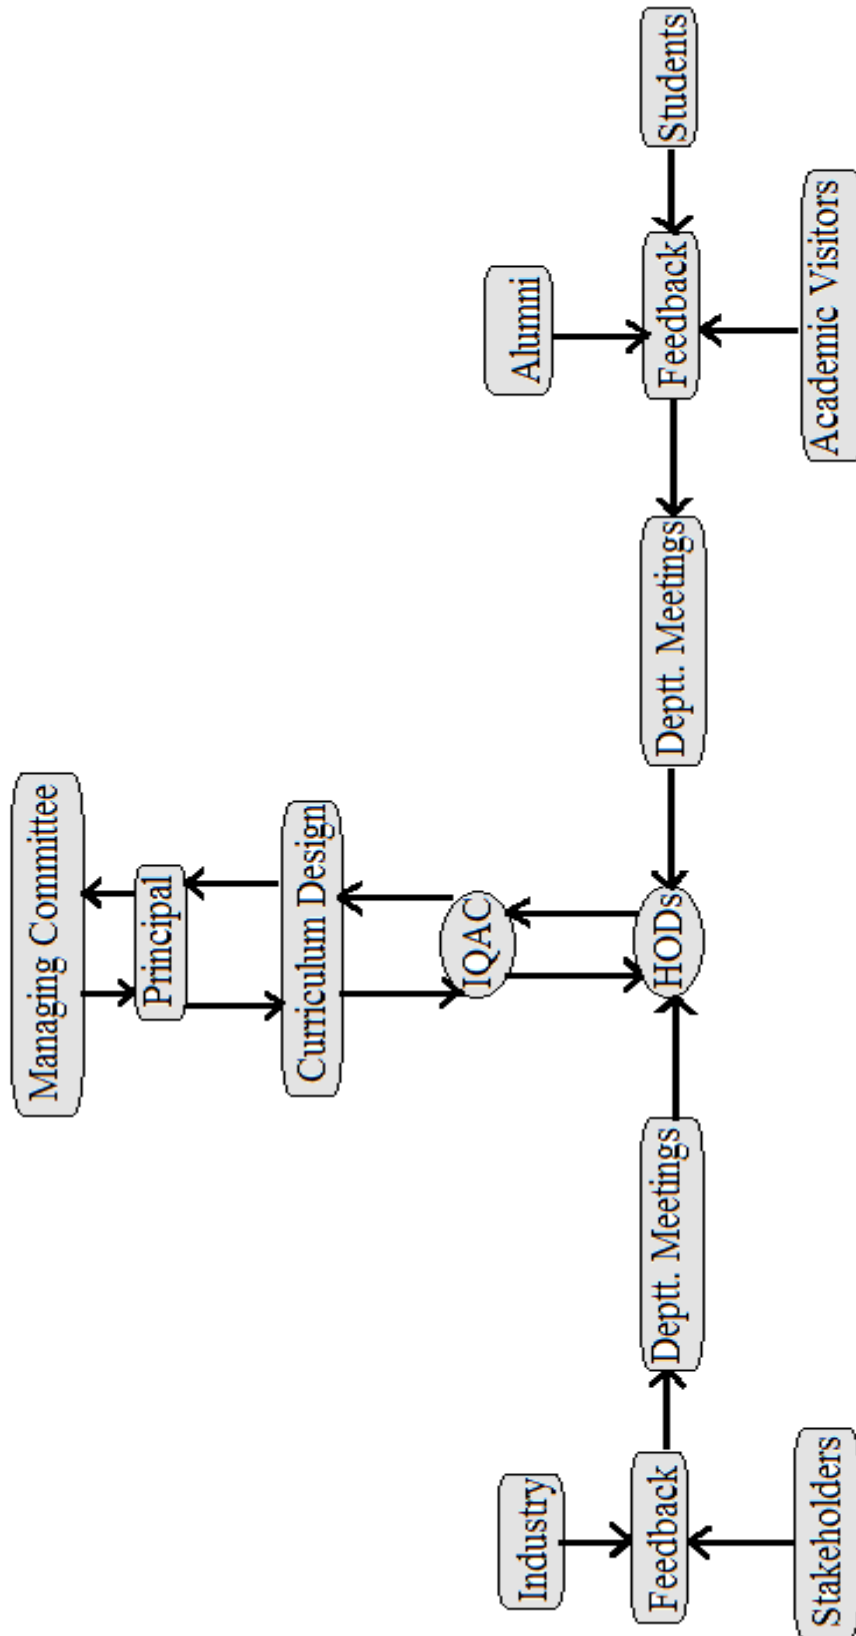 Managing Committee
Principal
Curriculum Design
IQAC
Industry
Alumni
Feedback
Deptt. Meetings
HODs
Deptt. Meetings
Feedback
Students
Stakeholders
Academic Visitors